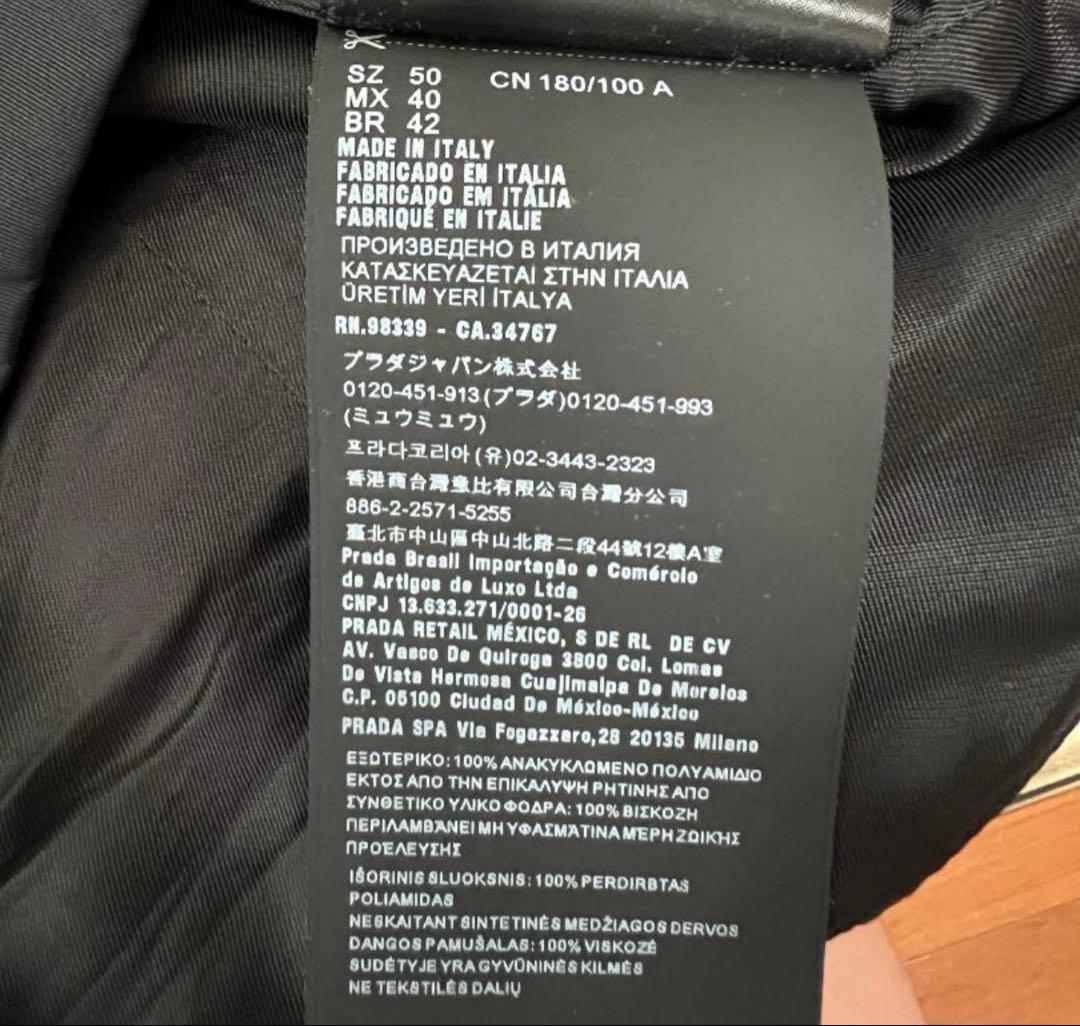 SZ 50 CN 180/100 A
MX 40
BR 42
MADE IN ITALY
FABRICADO EN ITALIA
FABRICADO EM ITÁLIA
FABRIQUÉ EN ITALIE
ПРОИЗВЕДЕНО В ИТАЛИЯ
ΚΑΤΑΣΚΕΥΑΖΕΤΑΙ ΣΤΗΝ ΙΤΑΛΙΑ
ÜRETİM YERİ İTALYA
RN.98339 - CA.34767
プラダジャパン株式会社
0120-451-913(プラダ)0120-451-993
(ミュウミュウ)
프라다코리아(유)02-3443-2323
香港商台灣意比有限公司台灣分公司
886-2-2571-5255
臺北市中山區中山北路二段44號12樓A室
Prada Brasil Importação e Comércio
de Artigos de Luxo Ltda
CNPJ 13.633.271/0001-26
PRADA RETAIL MÉXICO, S DE RL DE CV
AV. Vasco De Quiroga 3800 Col. Lomas
De Vista Hermosa Cuajimalpa De Morelos
C.P. 05100 Ciudad De México-México
PRADA SPA Via Fogazzaro,28 20135 Milano
ΕΞΩΤΕΡΙΚΟ: 100% ΑΝΑΚΥΚΛΩΜΕΝΟ ΠΟΛΥΑΜΙΔΙΟ
ΕΚΤΟΣ ΑΠΟ ΤΗΝ ΕΠΙΚΑΛΥΨΗ ΡΗΤΙΝΗΣ ΑΠΟ
ΣΥΝΘΕΤΙΚΟ ΥΛΙΚΟ ΦΟΔΡΑ: 100% ΒΙΣΚΟΖΗ
ΠΕΡΙΛΑΜΒΆΝΕΙ ΜΗ ΥΦΑΣΜΆΤΙΝΑ ΜΈΡΗ ΖΩΙΚΉΣ
ΠΡΟΈΛΕΥΣΗΣ
IŠORINIS SLUOKSNIS: 100% PERDIRBTAS
POLIAMIDAS
NESKAITANT SINTETINĖS MEDŽIAGOS DERVOS
DANGOS PAMUŠALAS: 100% VISKOZĖ
SUDĖTYJE YRA GYVŪNINĖS KILMĖS
NE TEKSTILĖS DALIŲ